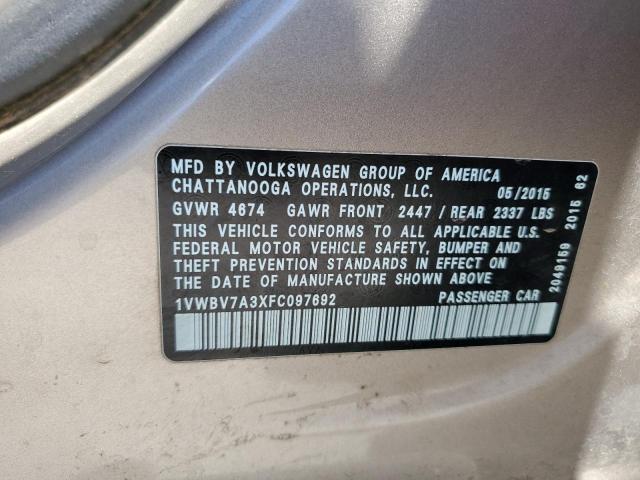 MFD BY VOLKSWAGEN GROUP OF AMERICA
CHATTANOOGA OPERATIONS, LLC. 05/2015
GVWR 4674 GAWR FRONT 2447 / REAR 2337 LBS
THIS VEHICLE CONFORMS TO ALL APPLICABLE U.S.
FEDERAL MOTOR VEHICLE SAFETY, BUMPER AND
THEFT PREVENTION STANDARDS IN EFFECT ON
THE DATE OF MANUFACTURE SHOWN ABOVE
1VWBV7A3XFC097692 PASSENGER CAR
2049159 2015 62